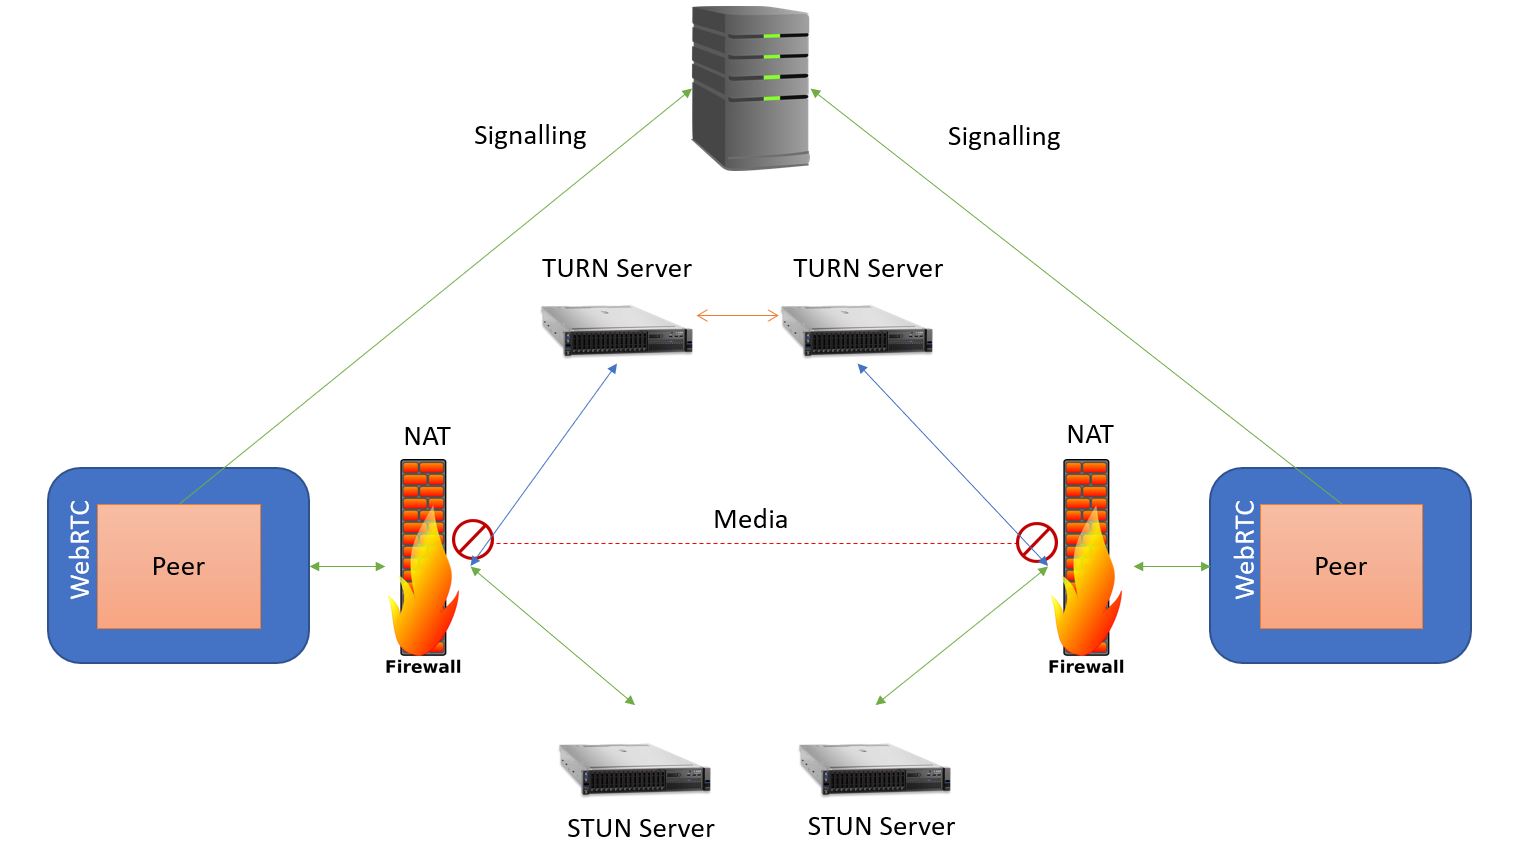 Signalling
Signalling
TURN Server
TURN Server
NAT
NAT
WebRTC
Peer
Media
WebRTC
Peer
Firewall
Firewall
STUN Server
STUN Server